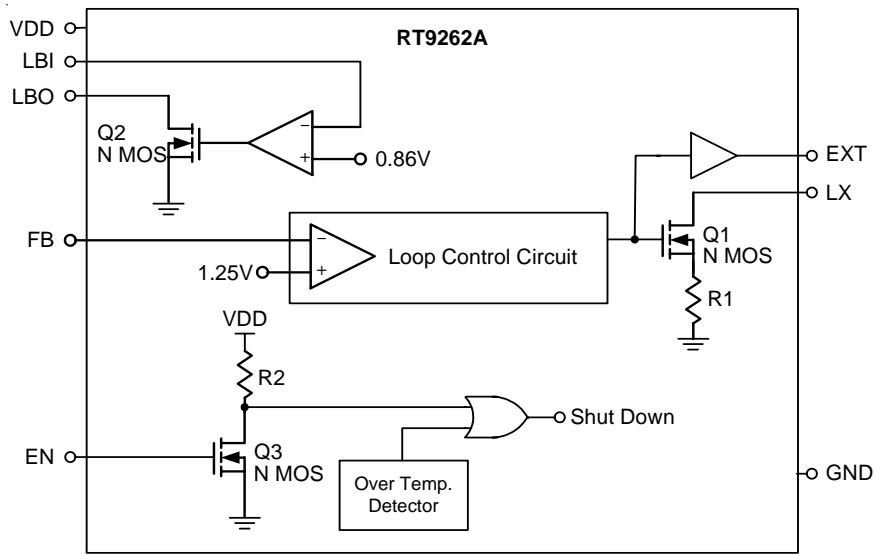 VDD
RT9262A
LBI
LBO
Q2
N MOS
−
+
0.86V
EXT
LX
FB
−
+
1.25V
Loop Control Circuit
Q1
N MOS
R1
VDD
R2
Shut Down
EN
Q3
N MOS
Over Temp.
Detector
GND